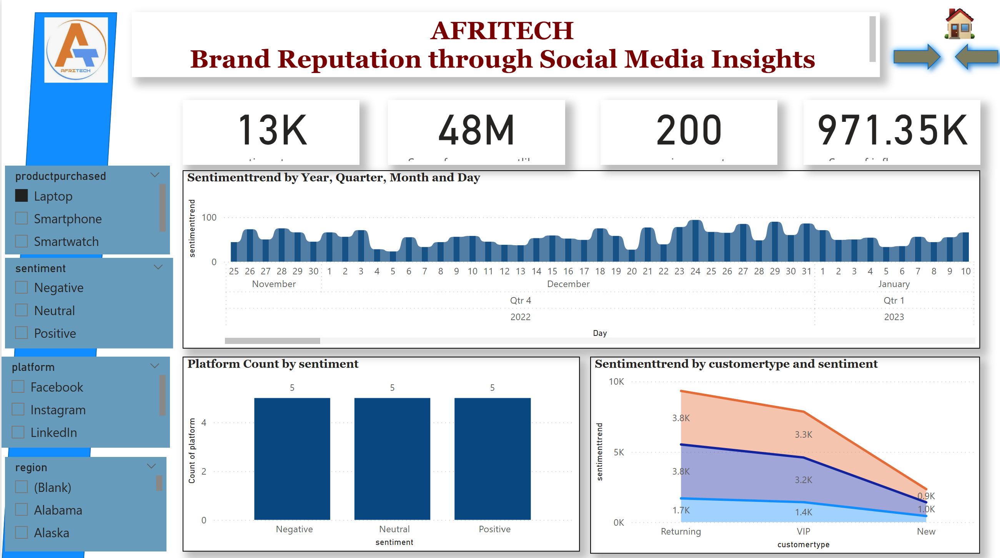 AFRITECH
AFRITECH
Brand Reputation through Social Media Insights
13K
48M
200
971.35K
productpurchased
Laptop
Smartphone
Smartwatch
sentiment
Negative
Neutral
Positive
platform
Facebook
Instagram
LinkedIn
region
(Blank)
Alabama
Alaska
Sentimenttrend by Year, Quarter, Month and Day
sentimenttrend
100
0
25 26 27 28 29 30 1 2 3 4 5 6 7 8 9 10 11 12 13 14 15 16 17 18 19 20 21 22 23 24 25 26 27 28 29 30 31 1 2 3 4 5 6 7 8 9 10
November December January
Qtr 4 Qtr 1
2022 2023
Day
Platform Count by sentiment
Count of platform
5 5 5
4
2
0
Negative Neutral Positive
sentiment
Sentimenttrend by customertype and sentiment
sentimenttrend
10K
5K
0K
3.8K
3.3K
0.9K
3.8K
3.2K
1.0K
1.7K
1.4K
Returning VIP New
customertype